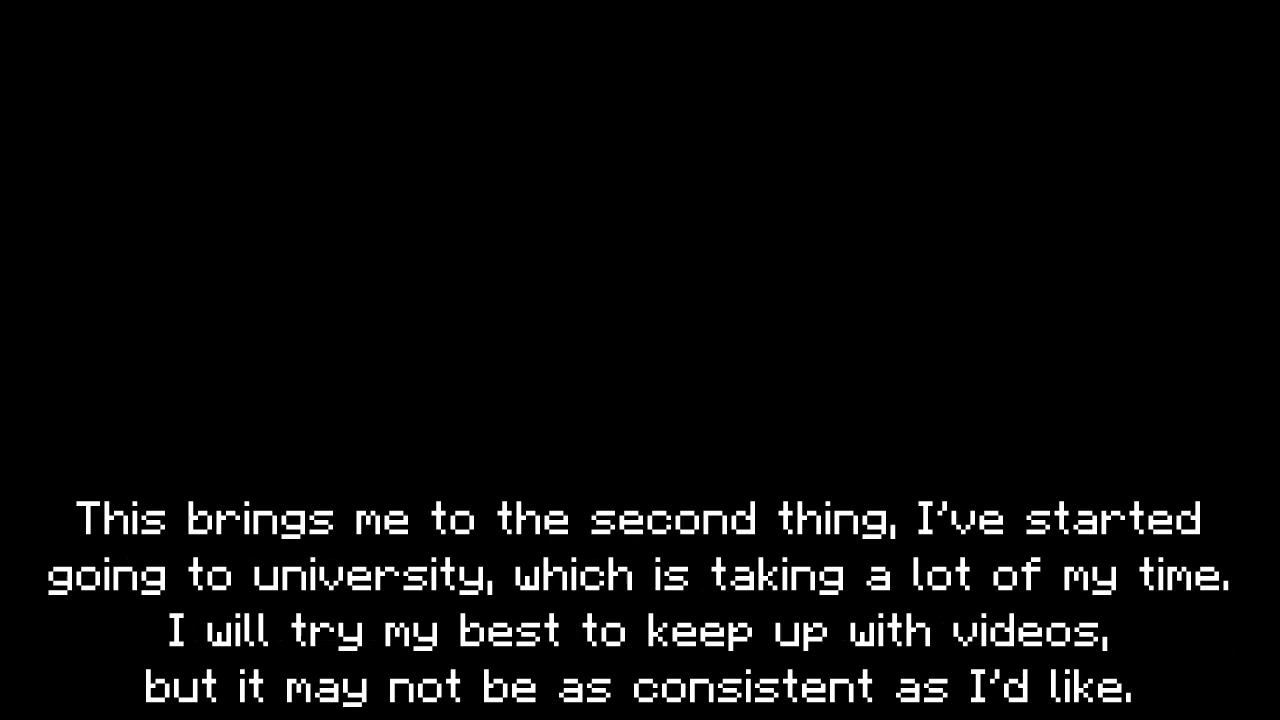 This brings me to the second thing, I've started
going to university, which is taking a lot of my time.
I will try my best to keep up with videos,
but it may not be as consistent as I'd like.